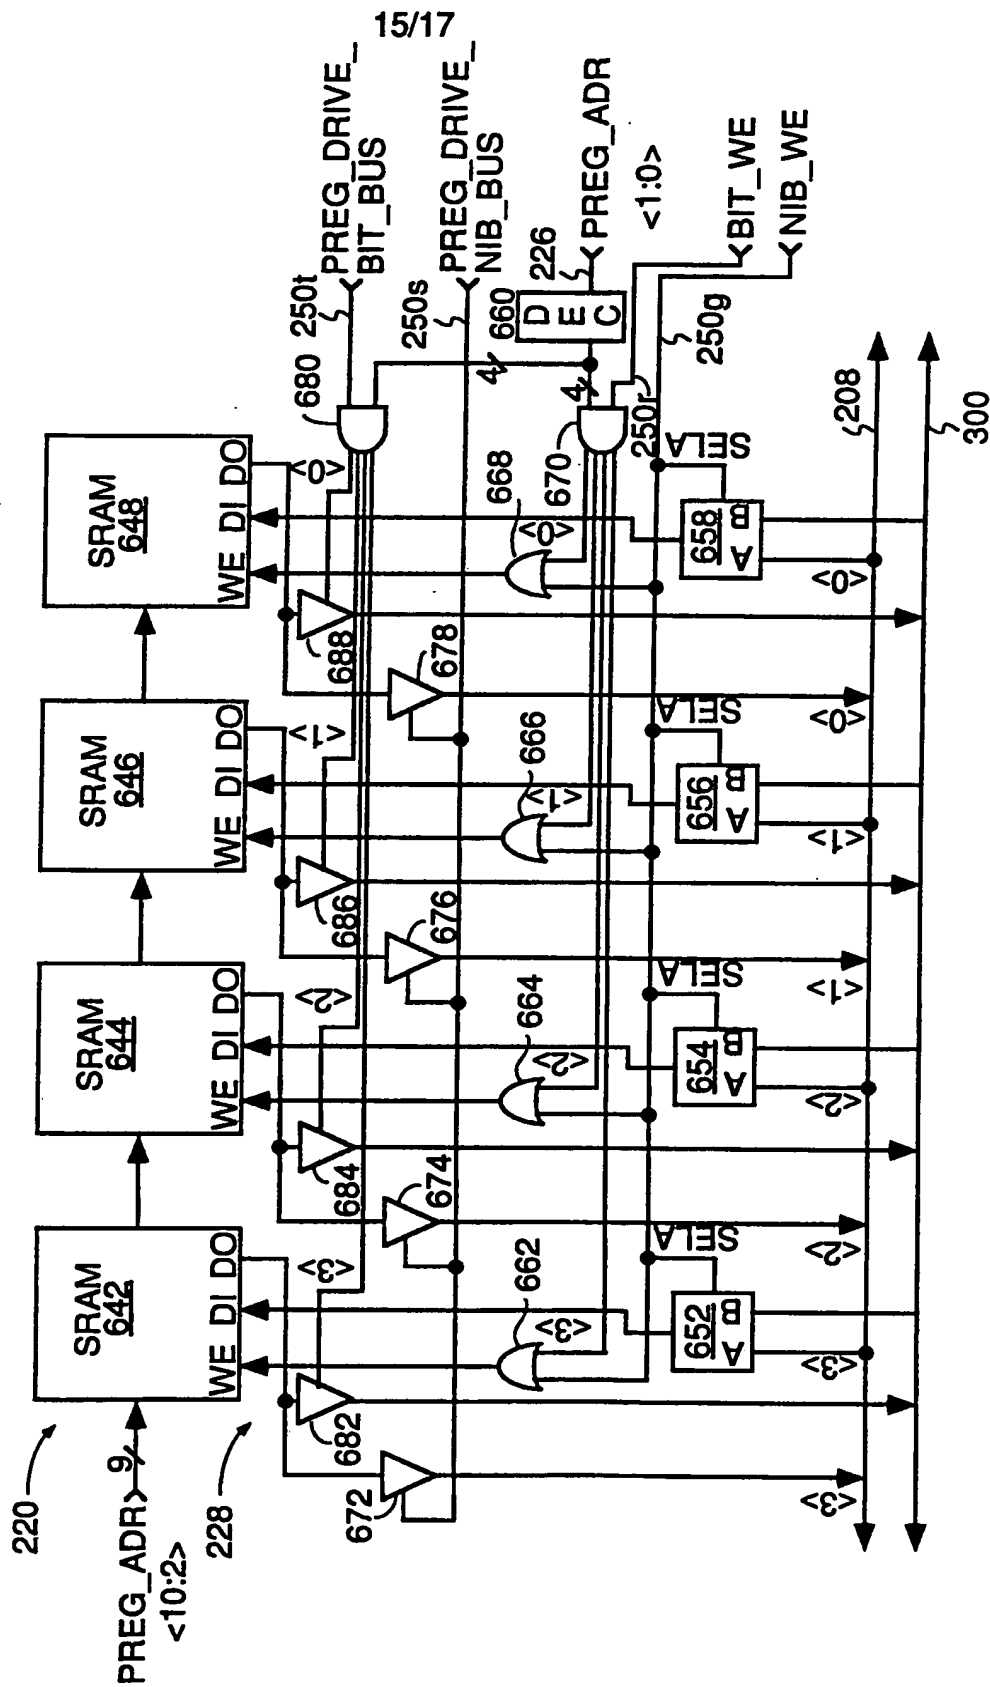 15/17
220
PREG_ADR
<10:2>
9
228
SRAM
642
WE DI DO
SRAM
644
WE DI DO
SRAM
646
WE DI DO
SRAM
648
WE DI DO
682
<3>
684
<2>
686
<1>
688
<0>
680
250t
PREG_DRIVE_
BIT_BUS
672
674
676
678
250s
PREG_DRIVE_
NIB_BUS
4
660
DEC
226
PREG_ADR
<1:0>
4
662
<3>
664
<2>
666
<1>
668
<0>
670
250r
BIT_WE
250g
NIB_WE
652
A B
SELA
654
A B
SELA
656
A B
SELA
658
A B
SELA
<3>
<3>
<2>
<2>
<1>
<1>
<0>
<0>
208
300